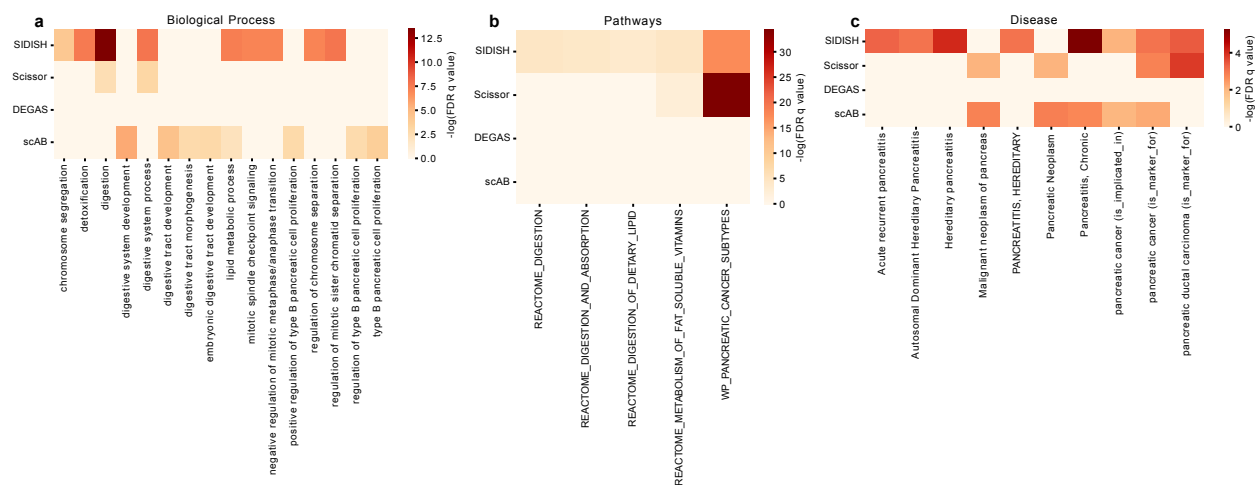 a
Biological Process
SIDISH
Scissor
DEGAS
scAB
chromosome segregation
detoxification
digestion
digestive system development
digestive system process
digestive tract development
digestive tract morphogenesis
embryonic digestive tract development
lipid metabolic process
mitotic spindle checkpoint signaling
negative regulation of mitotic metaphase/anaphase transition
positive regulation of type B pancreatic cell proliferation
regulation of chromosome separation
regulation of mitotic sister chromatid separation
regulation of type B pancreatic cell proliferation
type B pancreatic cell proliferation
12.5
10.0
7.5
5.0
2.5
0.0
-log(FDR q value)
b
Pathways
SIDISH
Scissor
DEGAS
scAB
REACTOME_DIGESTION
REACTOME_DIGESTION_AND_ABSORPTION
REACTOME_DIGESTION_OF_DIETARY_LIPID
REACTOME_METABOLISM_OF_FAT_SOLUBLE_VITAMINS
WP_PANCREATIC_CANCER_SUBTYPES
30
25
20
15
10
5
0
-log(FDR q value)
c
Disease
SIDISH
Scissor
DEGAS
scAB
Acute recurrent pancreatitis
Autosomal Dominant Hereditary Pancreatitis
Hereditary pancreatitis
Malignant neoplasm of pancreas
PANCREATITIS, HEREDITARY
Pancreatic Neoplasm
Pancreatitis, Chronic
pancreatic cancer (is_implicated_in)
pancreatic cancer (is_marker_for)
pancreatic ductal carcinoma (is_marker_for)
4
2
0
-log(FDR q value)